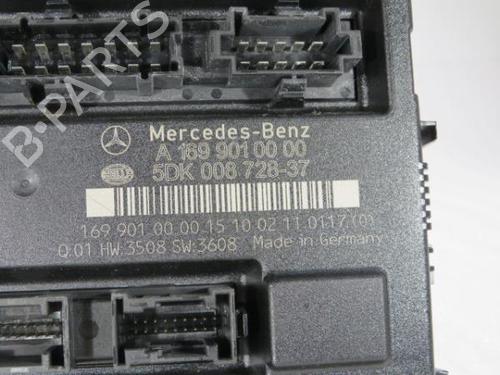 B-PARTS
Mercedes-Benz
A 169 901 00 00
5DK 008 728-37
169 901 00 00 15 10 02 11 0117 (0)
Q.01 HW:3508 SW:3608 Made in Germany